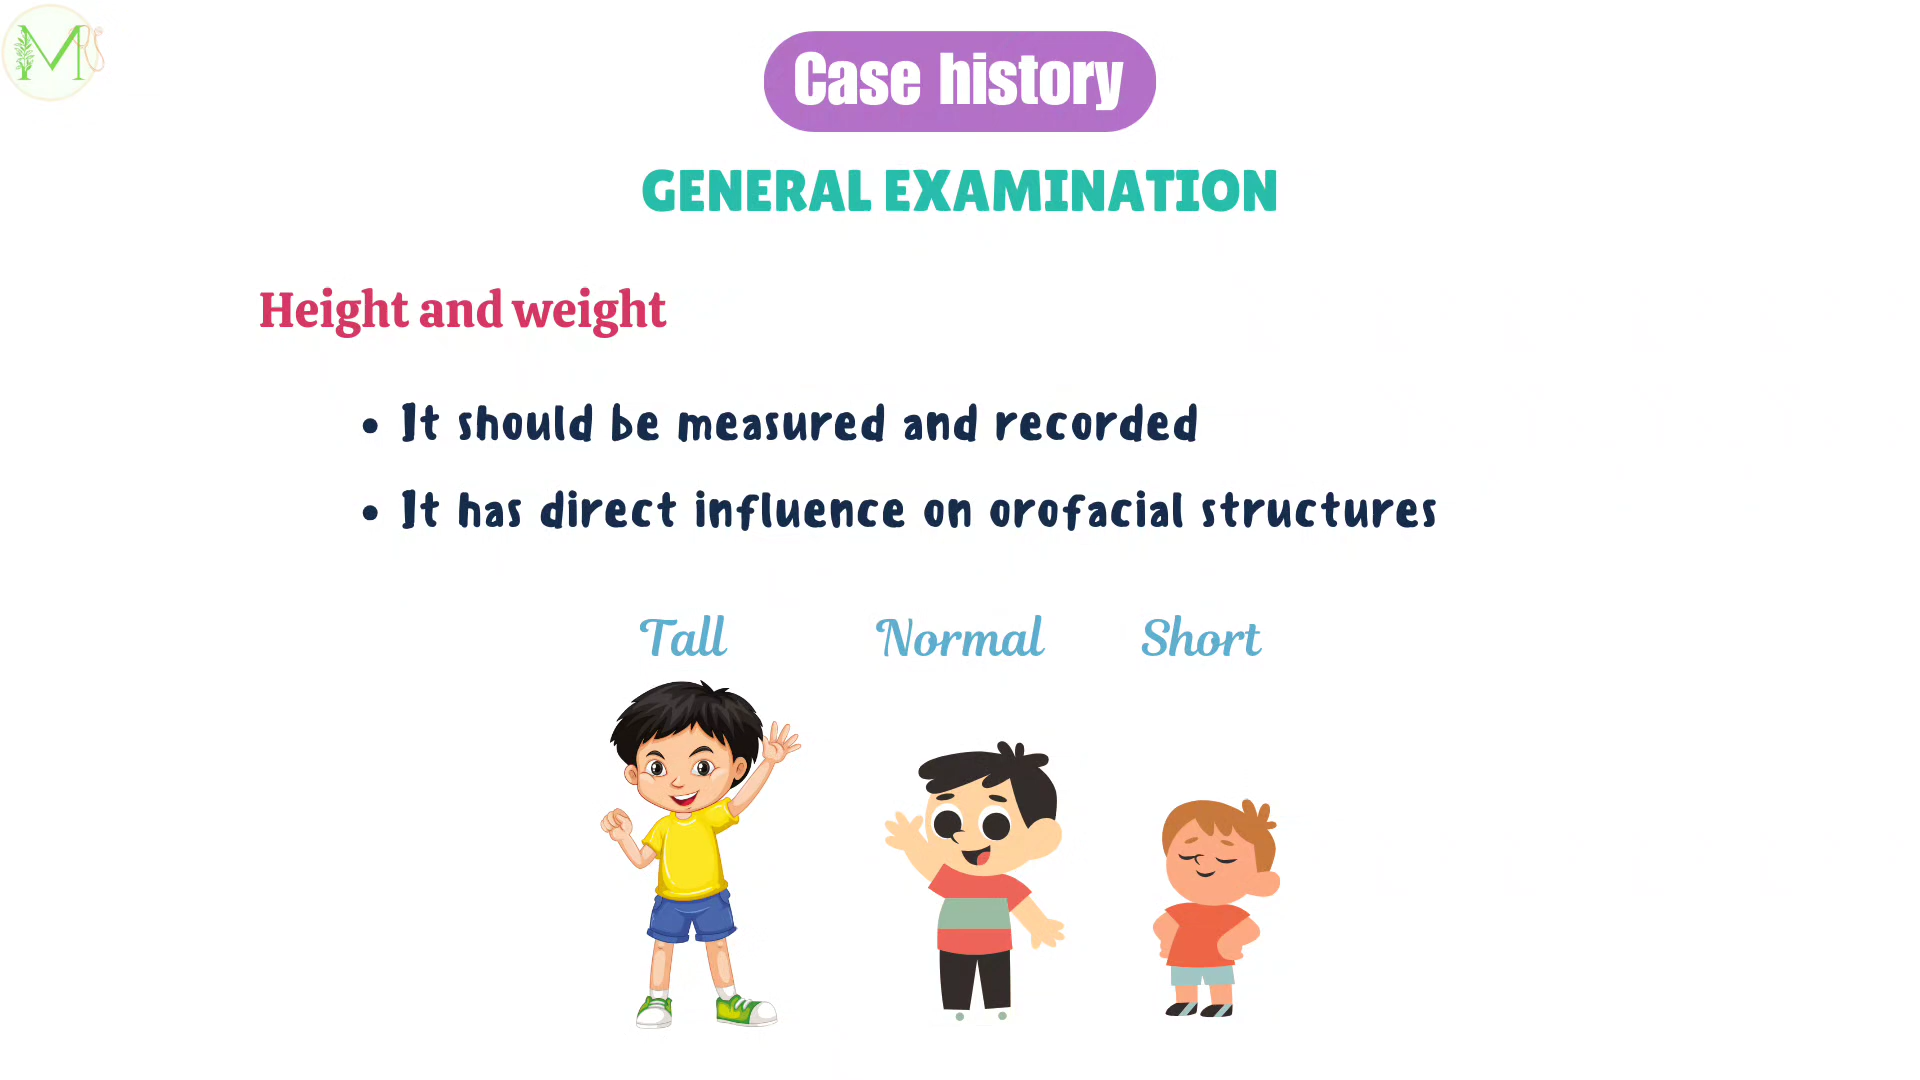 MRS
Case history
GENERAL EXAMINATION
Height and weight
• It should be measured and recorded
• It has direct influence on orofacial structures
Tall Normal Short